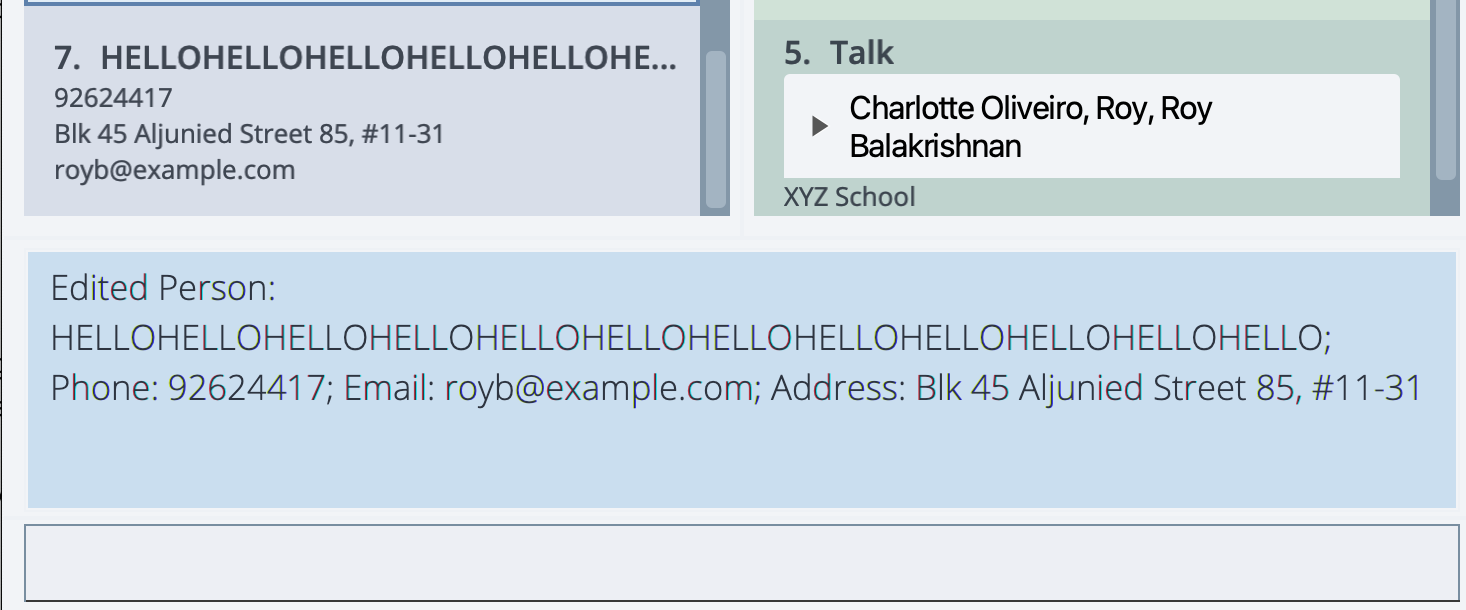 7. HELLOHELLOHELLOHELLOHELLOHE...
92624417
Blk 45 Aljunied Street 85, #11-31
royb@example.com
5. Talk
Charlotte Oliveiro, Roy, Roy
Balakrishnan
XYZ School
Edited Person:
HELLOHELLOHELLOHELLOHELLOHELLOHELLOHELLOHELLOHELLOHELLOHELLO;
Phone: 92624417; Email: royb@example.com; Address: Blk 45 Aljunied Street 85, #11-31